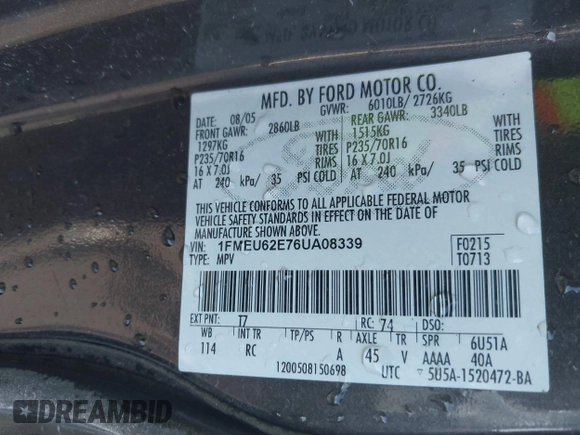 MFD. BY FORD MOTOR CO.
DATE: 08/05 GVWR: 6010LB/ 2726KG
FRONT GAWR: 2860LB REAR GAWR: 3340LB
1297KG WITH 1515KG WITH
P235/70R16 TIRES P235/70R16 TIRES
16 X 7.0J RIMS 16 X 7.0J RIMS
AT 240 kPa/ 35 PSI COLD AT 240 kPa/ 35 PSI COLD
THIS VEHICLE CONFORMS TO ALL APPLICABLE FEDERAL MOTOR
VEHICLE SAFETY STANDARDS IN EFFECT ON THE DATE OF
MANUFACTURE SHOWN ABOVE.
VIN: 1FMEU62E76UA08339 F0215
TYPE: MPV T0713
EXT PNT: T7 RC: 74 DSO:
WB INT TR TP/PS R AXLE TR SPR 6U51A
114 RC A 45 V AAAA 40A
1200508150698 UTC 5U5A-1520472-BA
DREAMBID